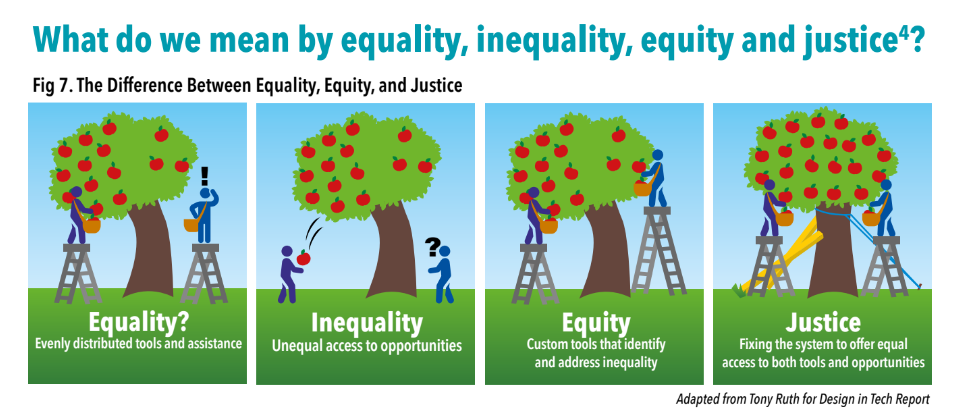 What do we mean by equality, inequality, equity and justice⁴?
Fig 7. The Difference Between Equality, Equity, and Justice
!
?
Equality?
Evenly distributed tools and assistance
Inequality
Unequal access to opportunities
Equity
Custom tools that identify
and address inequality
Justice
Fixing the system to offer equal
access to both tools and opportunities
Adapted from Tony Ruth for Design in Tech Report